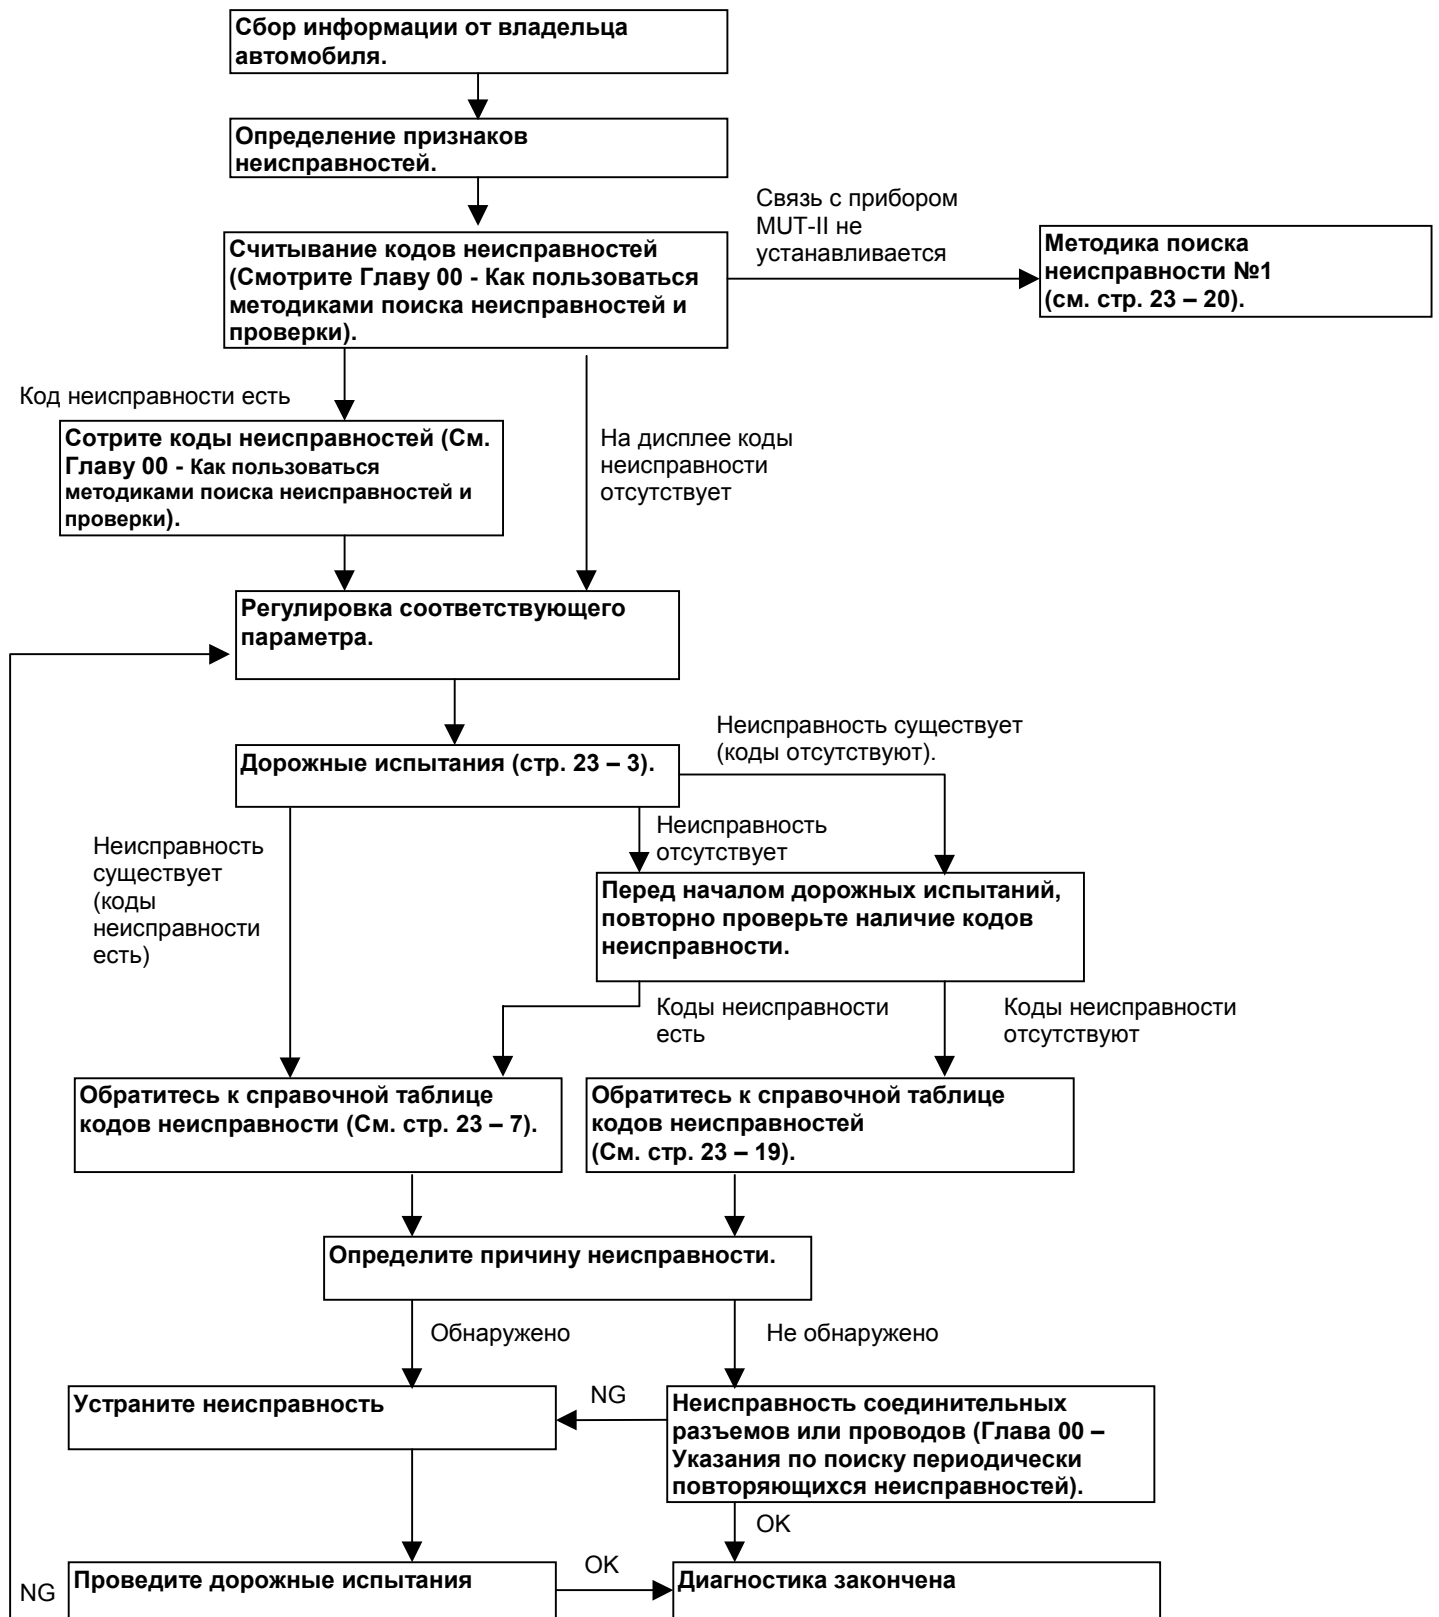 Сбор информации от владельца
автомобиля.
Определение признаков
неисправностей.
Связь с прибором
MUT-II не
устанавливается
Считывание кодов неисправностей
(Смотрите Главу 00 - Как пользоваться
методиками поиска неисправностей и
проверки).
Методика поиска
неисправности №1
(см. стр. 23 – 20).
Код неисправности есть
Сотрите коды неисправностей (См.
Главу 00 - Как пользоваться
методиками поиска неисправностей и
проверки).
На дисплее коды
неисправности
отсутствует
Регулировка соответствующего
параметра.
Неисправность существует
(коды отсутствуют).
Дорожные испытания (стр. 23 – 3).
Неисправность
существует
(коды
неисправности
есть)
Неисправность
отсутствует
Перед началом дорожных испытаний,
повторно проверьте наличие кодов
неисправности.
Коды неисправности
есть
Коды неисправности
отсутствуют
Обратитесь к справочной таблице
кодов неисправности (См. стр. 23 – 7).
Обратитесь к справочной таблице
кодов неисправностей
(См. стр. 23 – 19).
Определите причину неисправности.
Обнаружено
Не обнаружено
Устраните неисправность
NG
Неисправность соединительных
разъемов или проводов (Глава 00 –
Указания по поиску периодически
повторяющихся неисправностей).
OK
NG
Проведите дорожные испытания
OK
Диагностика закончена